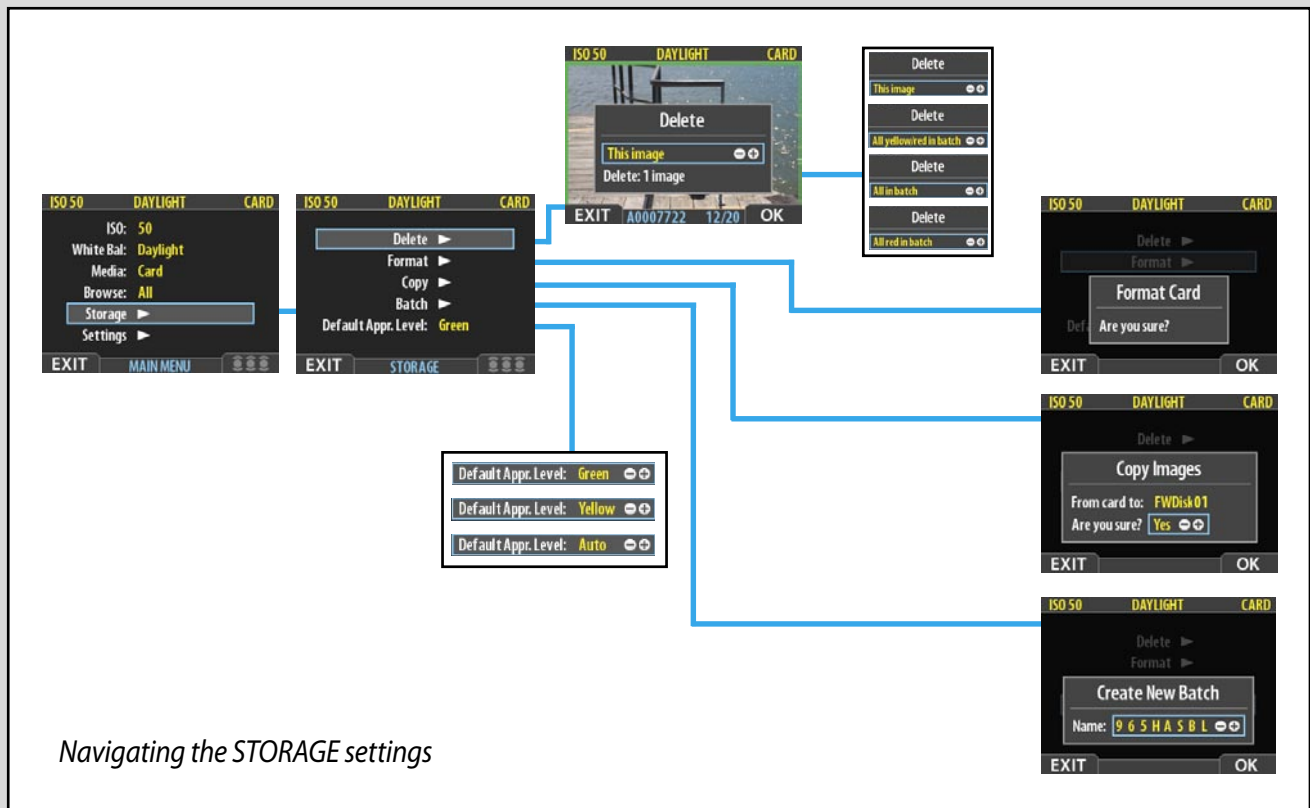 ISO 50 DAYLIGHT CARD
ISO: 50
White Bal: Daylight
Media: Card
Browse: All
Storage
Settings
EXIT MAIN MENU
ISO 50 DAYLIGHT CARD
Delete
Format
Copy
Batch
Default Appr. Level: Green
EXIT STORAGE
ISO 50 DAYLIGHT CARD
Delete
This image
Delete: 1 image
EXIT A0007722 12/20 OK
Delete
This image
Delete
All yellow/red in batch
Delete
All in batch
Delete
All red in batch
Default Appr. Level: Green
Default Appr. Level: Yellow
Default Appr. Level: Auto
ISO 50 DAYLIGHT CARD
Delete
Format
Format Card
Defa
Are you sure?
EXIT OK
ISO 50 DAYLIGHT CARD
Delete
Copy Images
From card to: FWDisk01
Are you sure? Yes
EXIT OK
ISO 50 DAYLIGHT CARD
Delete
Format
Create New Batch
Name: 9 6 5 H A S B L
EXIT OK
Navigating the STORAGE settings